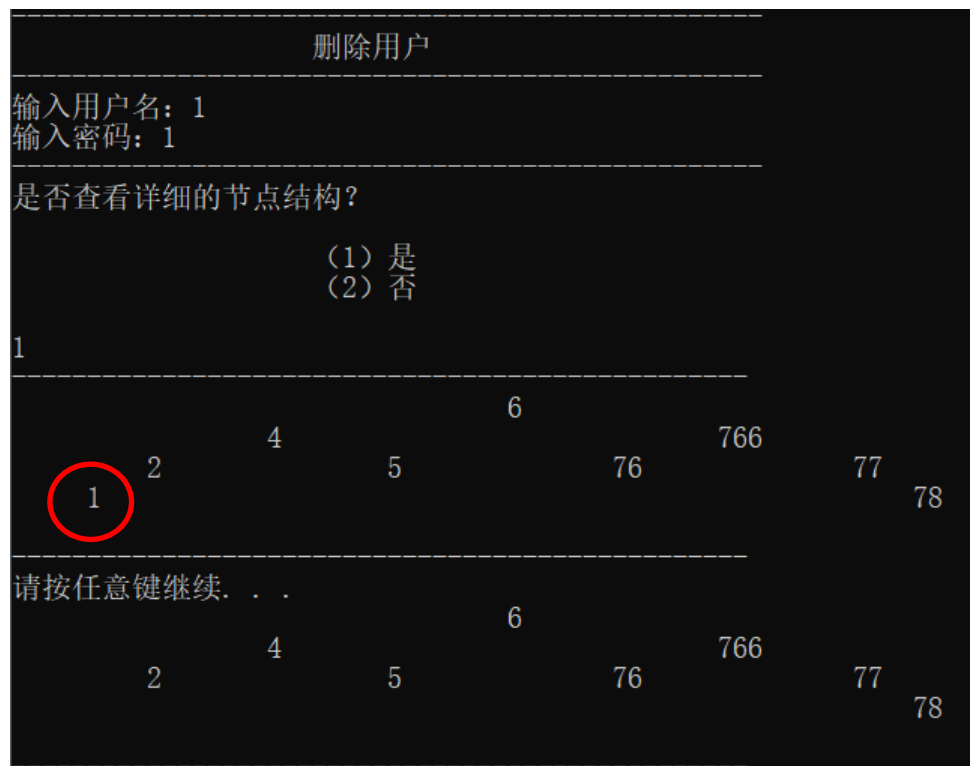 删除用户
输入用户名：1
输入密码：1
是否查看详细的节点结构？
（1）是
（2）否
1
6
4 766
2 5 76 77
1 78
请按任意键继续. . .
6
4 766
2 5 76 77
78